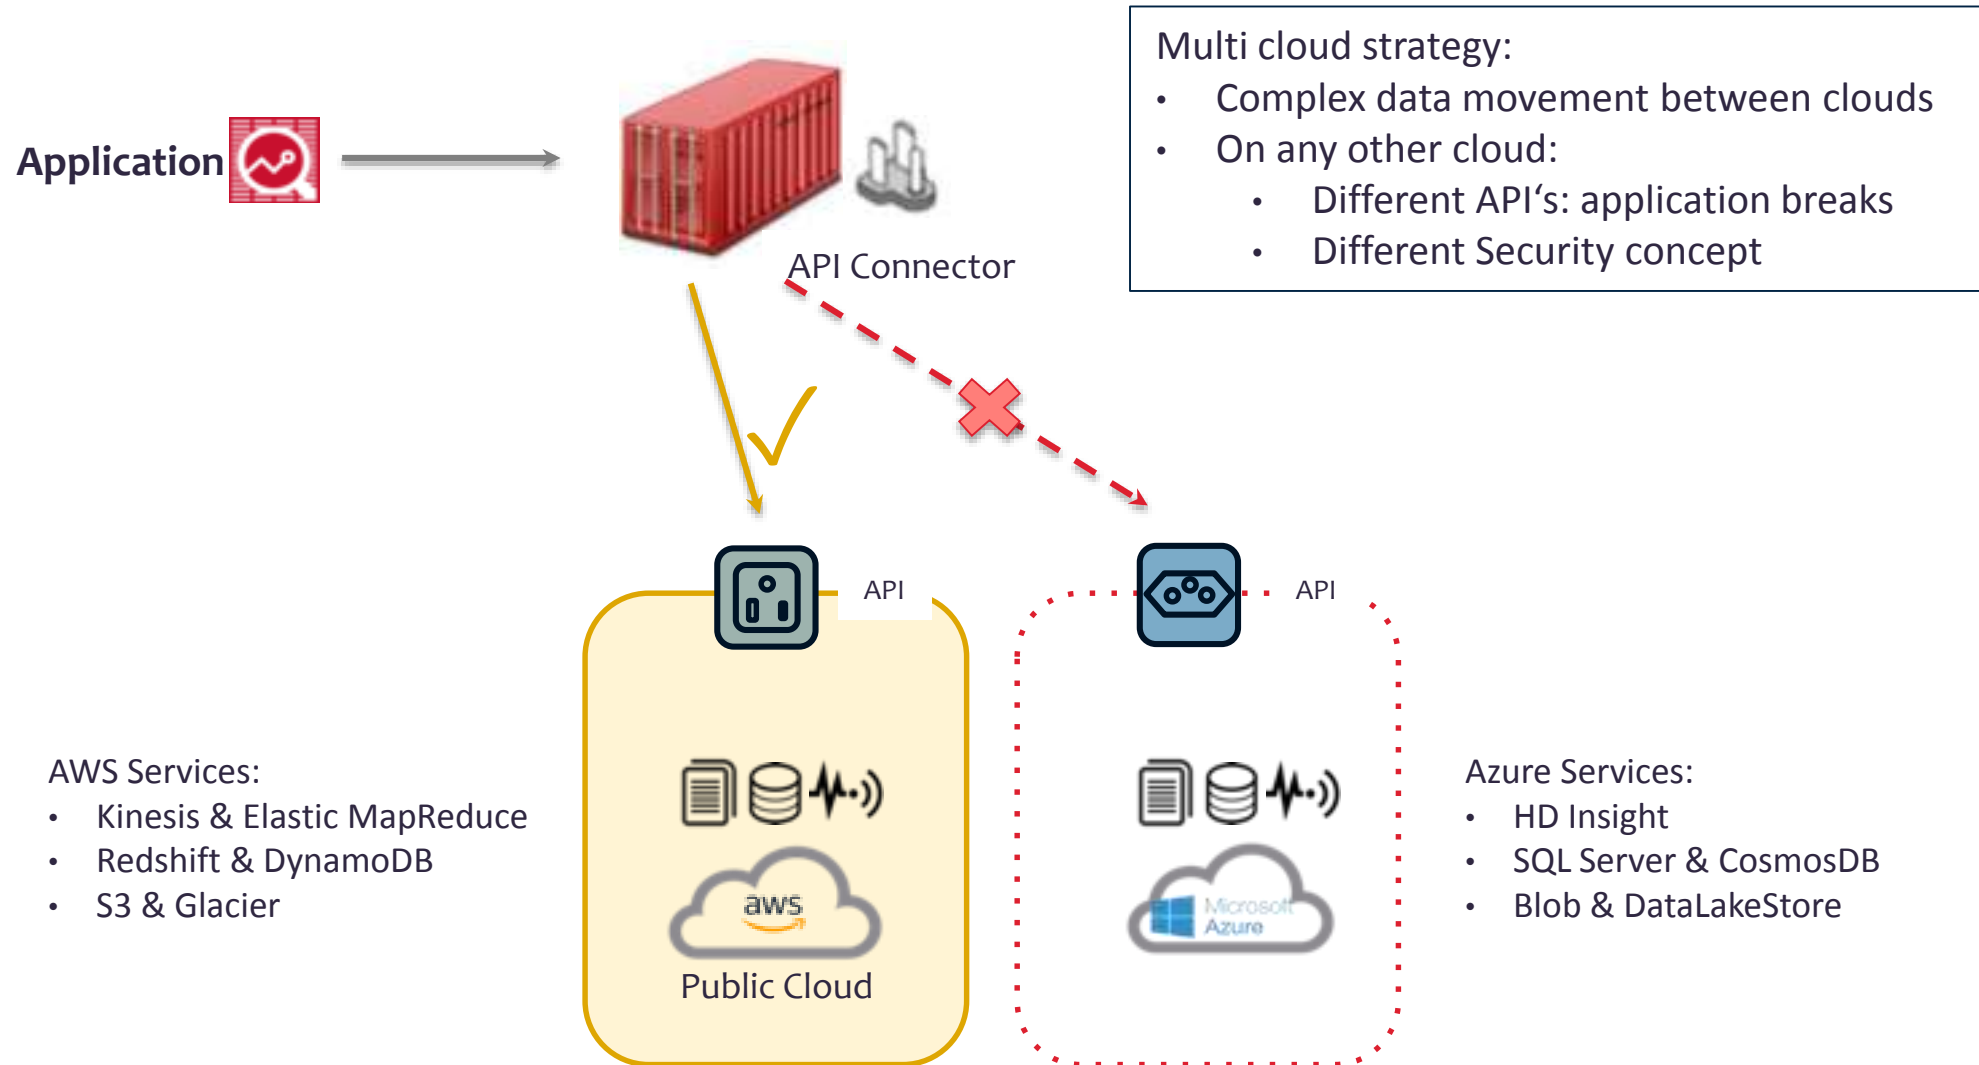 Multi cloud strategy:
• Complex data movement between clouds
• On any other cloud:
• Different API‘s: application breaks
• Different Security concept
Application
API Connector
API
API
AWS Services:
• Kinesis & Elastic MapReduce
• Redshift & DynamoDB
• S3 & Glacier
aws
Public Cloud
Microsoft
Azure
Azure Services:
• HD Insight
• SQL Server & CosmosDB
• Blob & DataLakeStore